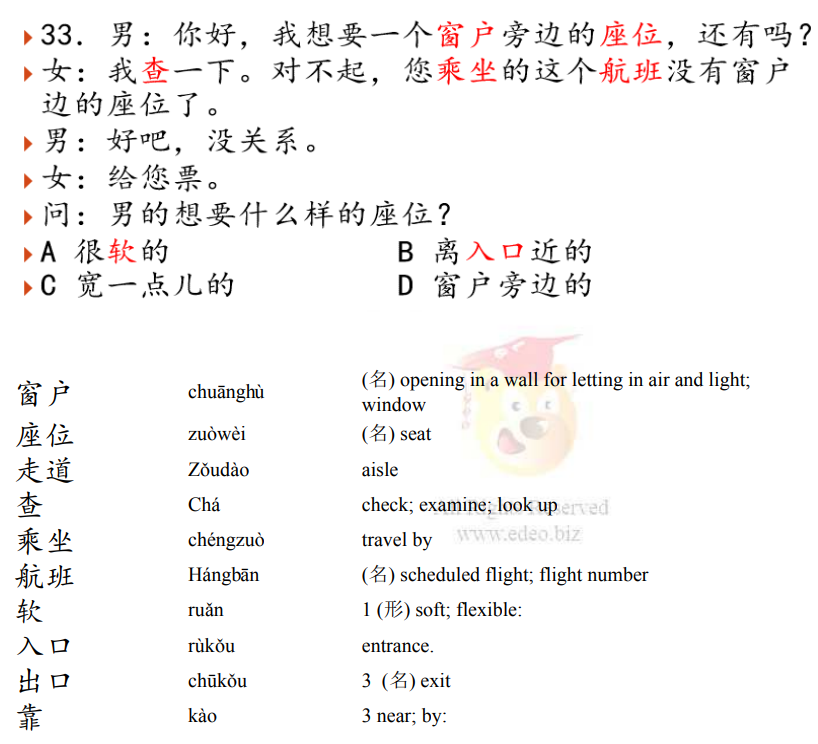 33. 男：你好，我想要一个窗户旁边的座位，还有吗？
女：我查一下。对不起，您乘坐的这个航班没有窗户
边的座位了。
男：好吧，没关系。
女：给您票。
问：男的想要什么样的座位？
A 很软的 B 离入口近的
C 宽一点儿的 D 窗户旁边的
窗户 chuānghù (名) opening in a wall for letting in air and light;
window
座位 zuòwèi (名) seat
走道 Zǒudào aisle
查 Chá check; examine; look up
All Rights Reserved
乘坐 chéngzuò travel by
www.edeo.biz
航班 Hángbān (名) scheduled flight; flight number
软 ruǎn 1 (形) soft; flexible:
入口 rùkǒu entrance.
出口 chūkǒu 3 (名) exit
靠 kào 3 near; by: